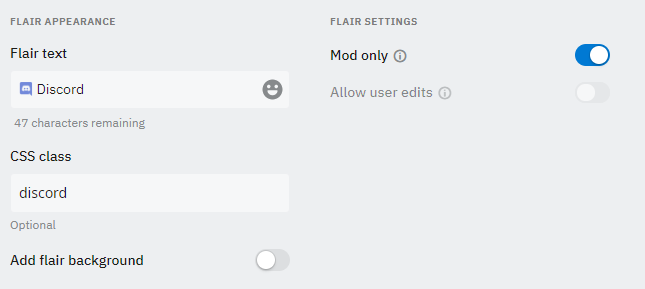 FLAIR APPEARANCE
Flair text
Discord
47 characters remaining
CSS class
discord
Optional
Add flair background
FLAIR SETTINGS
Mod only
Allow user edits